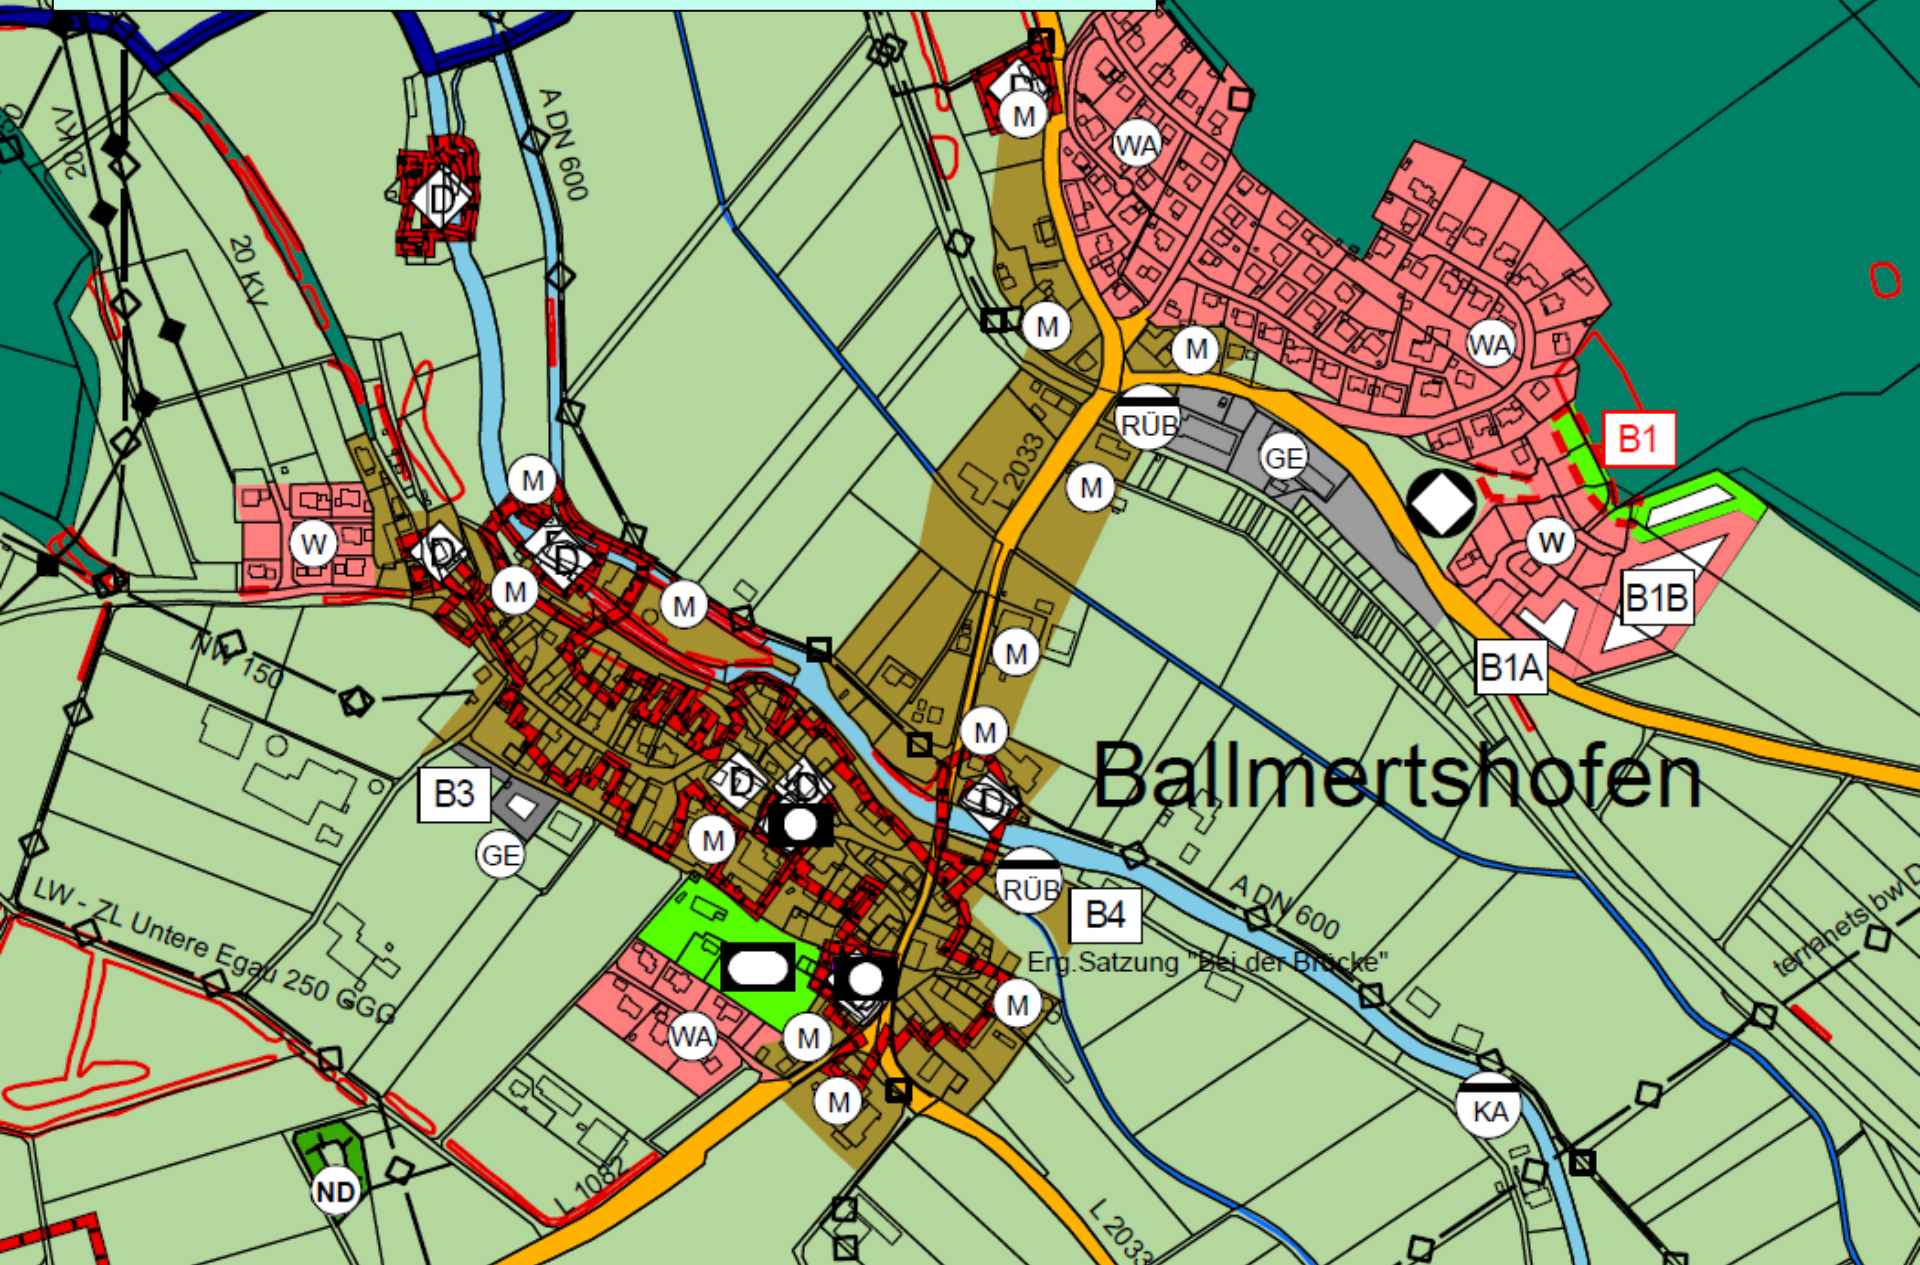 A DN 600
20 KV
20 KV
D
D
M
WA
M
M
WA
RÜB
GE
B1
L 2033
M
M
W
D
D
M
M
W
B1B
M
B1A
NW 150
M
Ballmertshofen
B3
D
D
D
GE
M
RÜB
B4
A DN 600
Erg.Satzung "Bei der Brücke"
LW - ZL Untere Egau 250 GGG
terranets bw D
M
WA
M
M
KA
ND
L 1082
L 2033